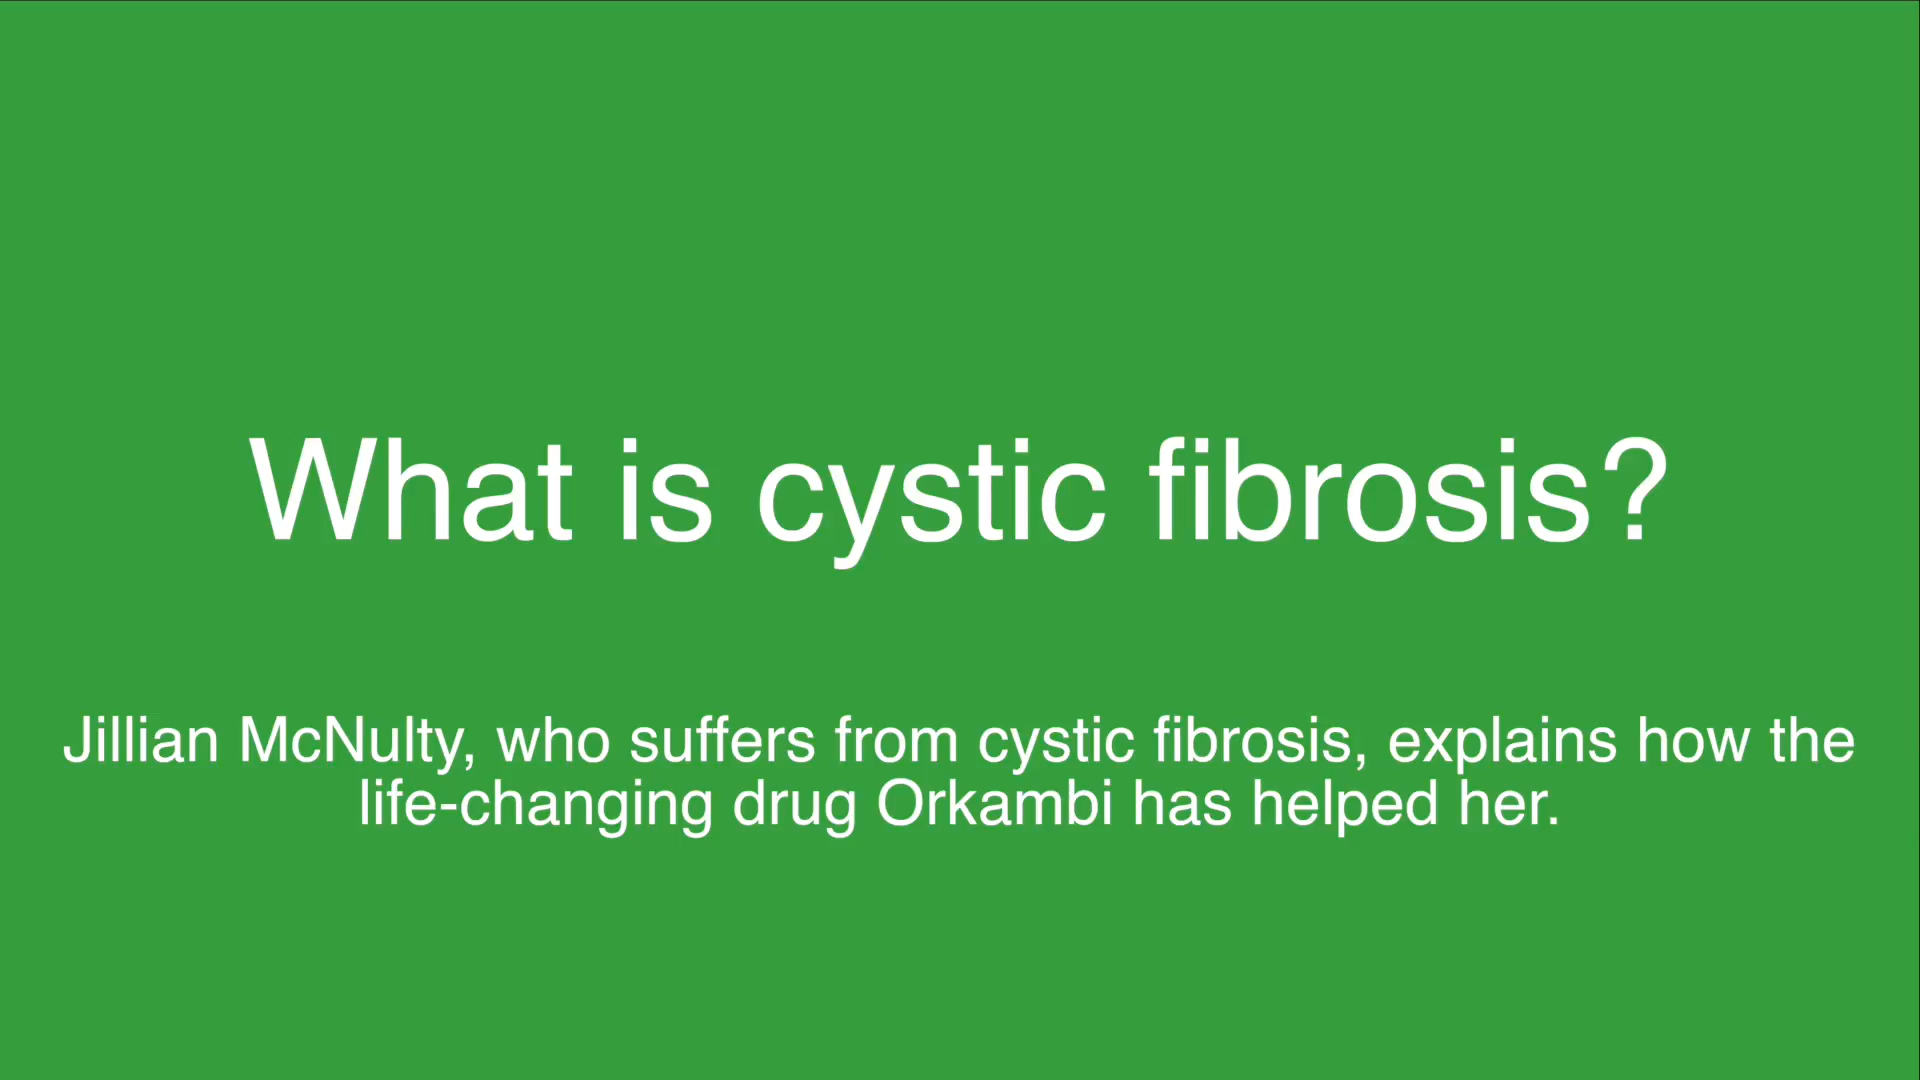 What is cystic fibrosis?
Jillian McNulty, who suffers from cystic fibrosis, explains how the
life-changing drug Orkambi has helped her.